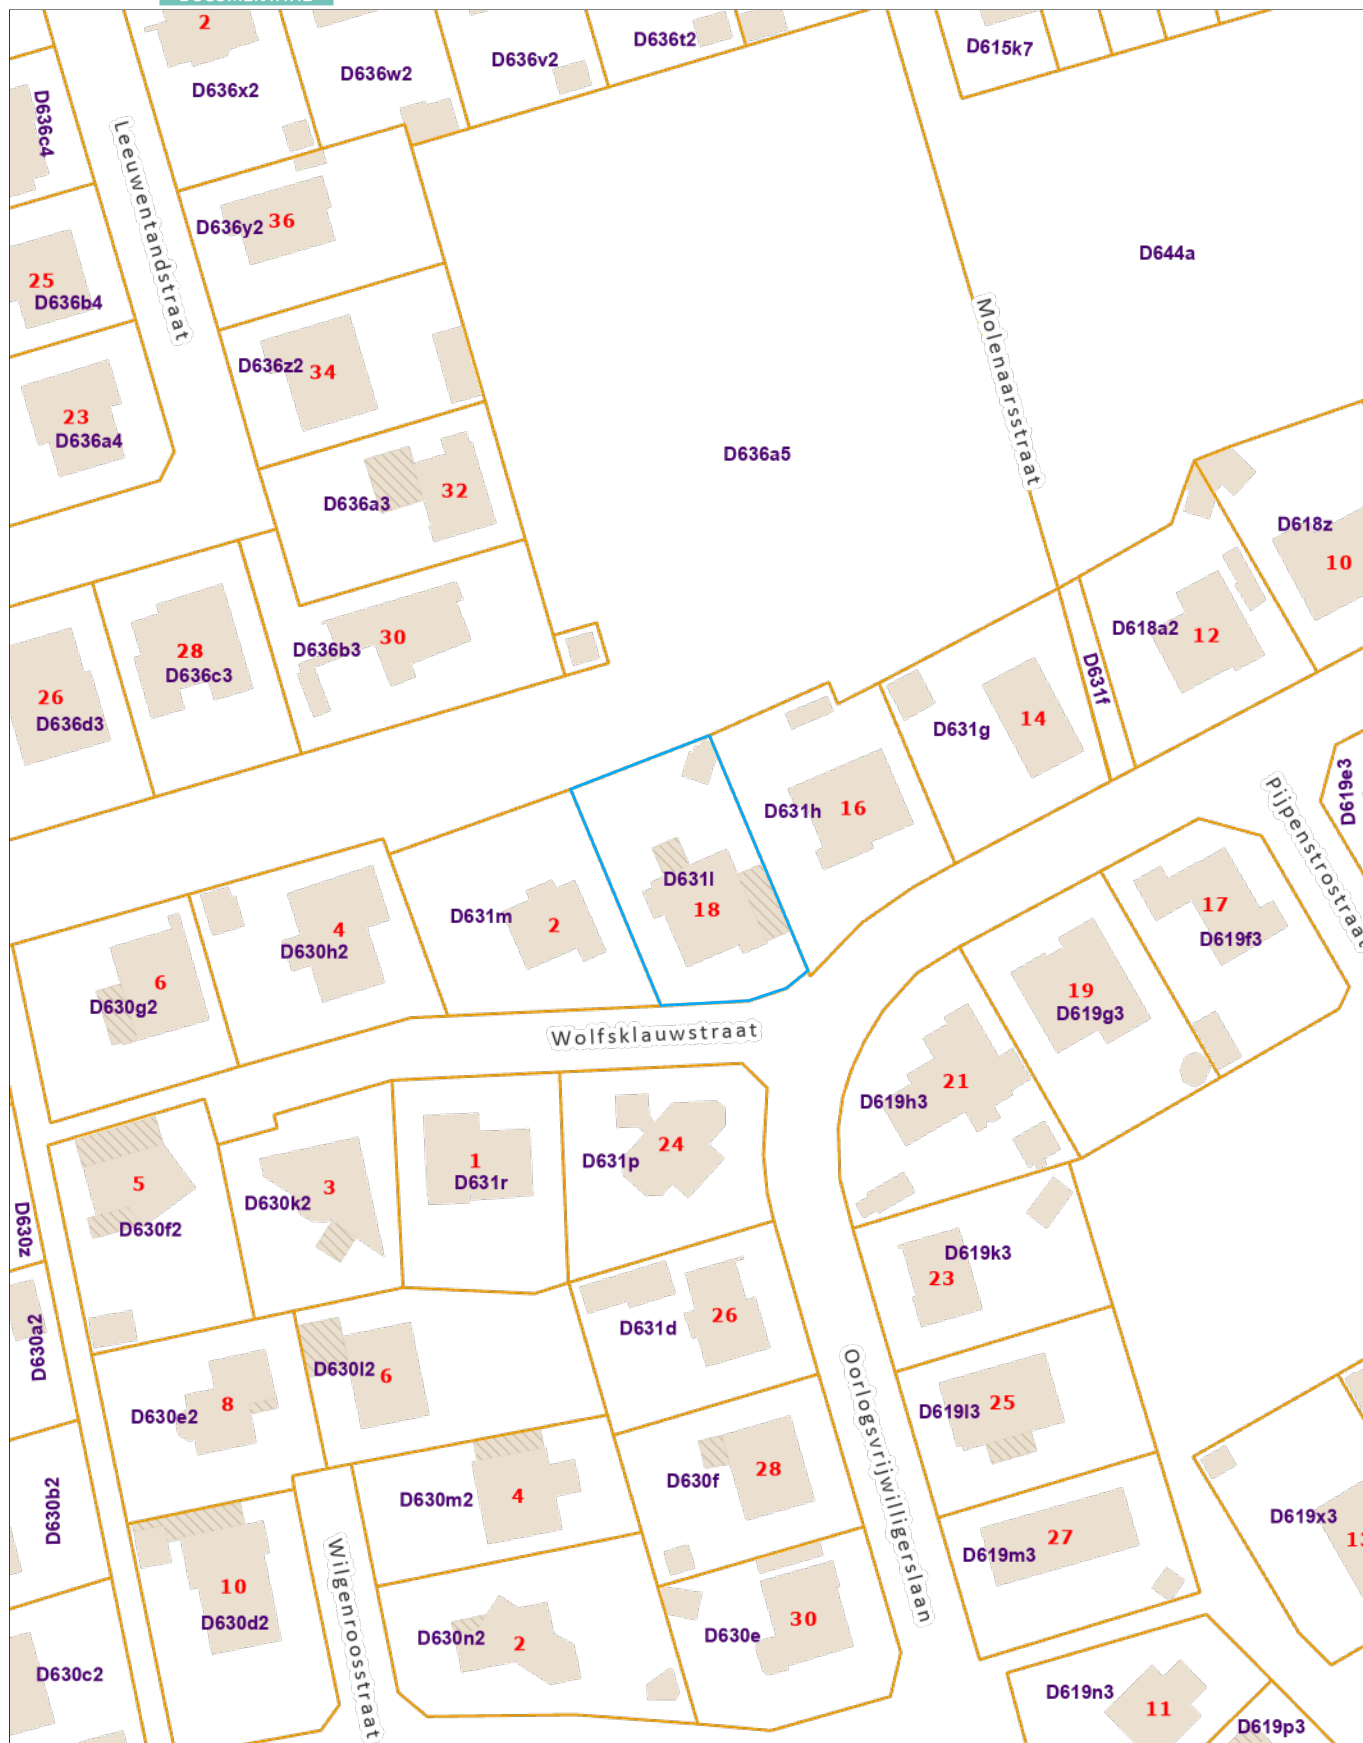 2
D636x2
D636w2
D636v2
D636t2
D615k7
D636c4
Leeuwentandstraat
D636y2
36
D644a
25
D636b4
Molenaarsstraat
D636z2
34
23
D636a4
D636a5
32
D636a3
D618z
10
D618a2
12
D636b3
30
28
D636c3
D631f
26
D636d3
D631g
14
D631h
16
Pijpenstrostraat
D619e3
D631l
18
D631m
2
4
D630h2
17
D619f3
6
D630g2
19
D619g3
Wolfsklauwstraat
21
D619h3
24
D631p
1
D631r
3
D630k2
5
D630f2
D630z
D619k3
23
D630a2
26
D631d
D630l2
6
8
D630e2
Oorlogsvrijwilligerslaan
25
D619l3
28
D630f
4
D630m2
D630b2
D619x3
27
D619m3
10
D630d2
Wilgenroosstraat
D630n2
2
30
D630e
D630c2
D619n3
11
D619p3